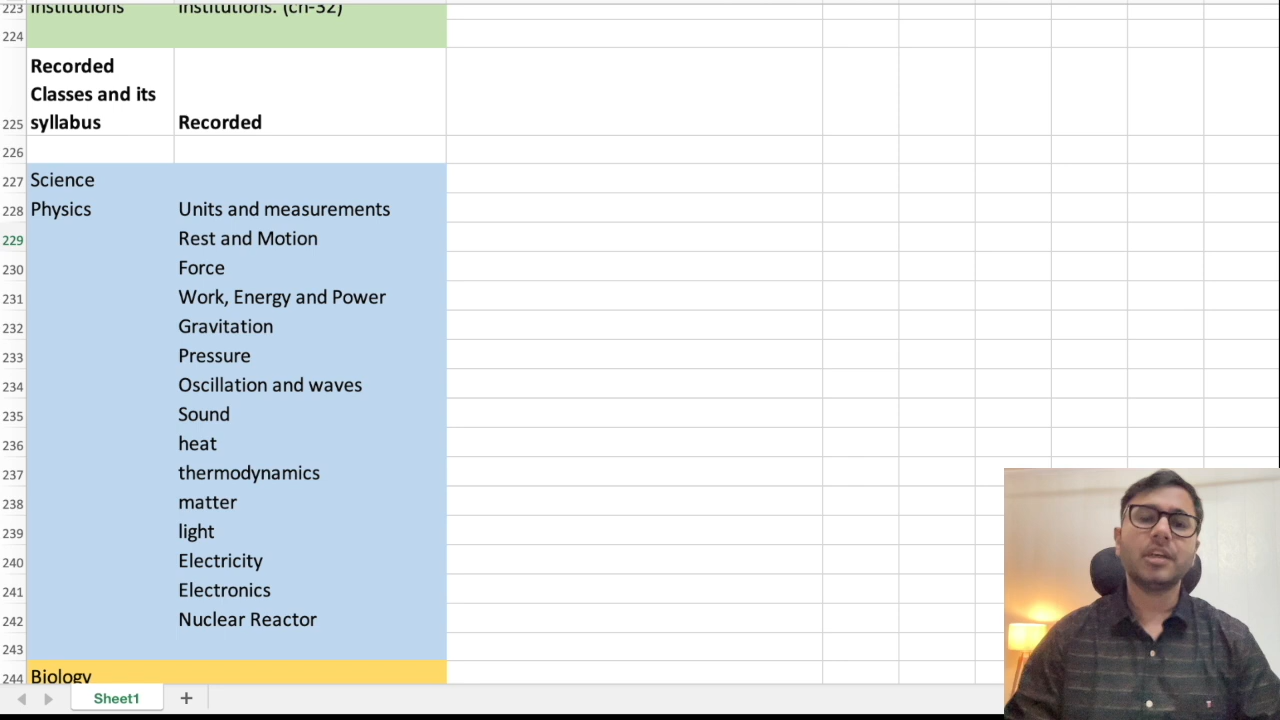 223 institutions institutions. (ch-32)
224
Recorded
Classes and its
225 syllabus Recorded
226
227 Science
228 Physics Units and measurements
229 Rest and Motion
230 Force
231 Work, Energy and Power
232 Gravitation
233 Pressure
234 Oscillation and waves
235 Sound
236 heat
237 thermodynamics
238 matter
239 light
240 Electricity
241 Electronics
242 Nuclear Reactor
243
244 Biology
Sheet1